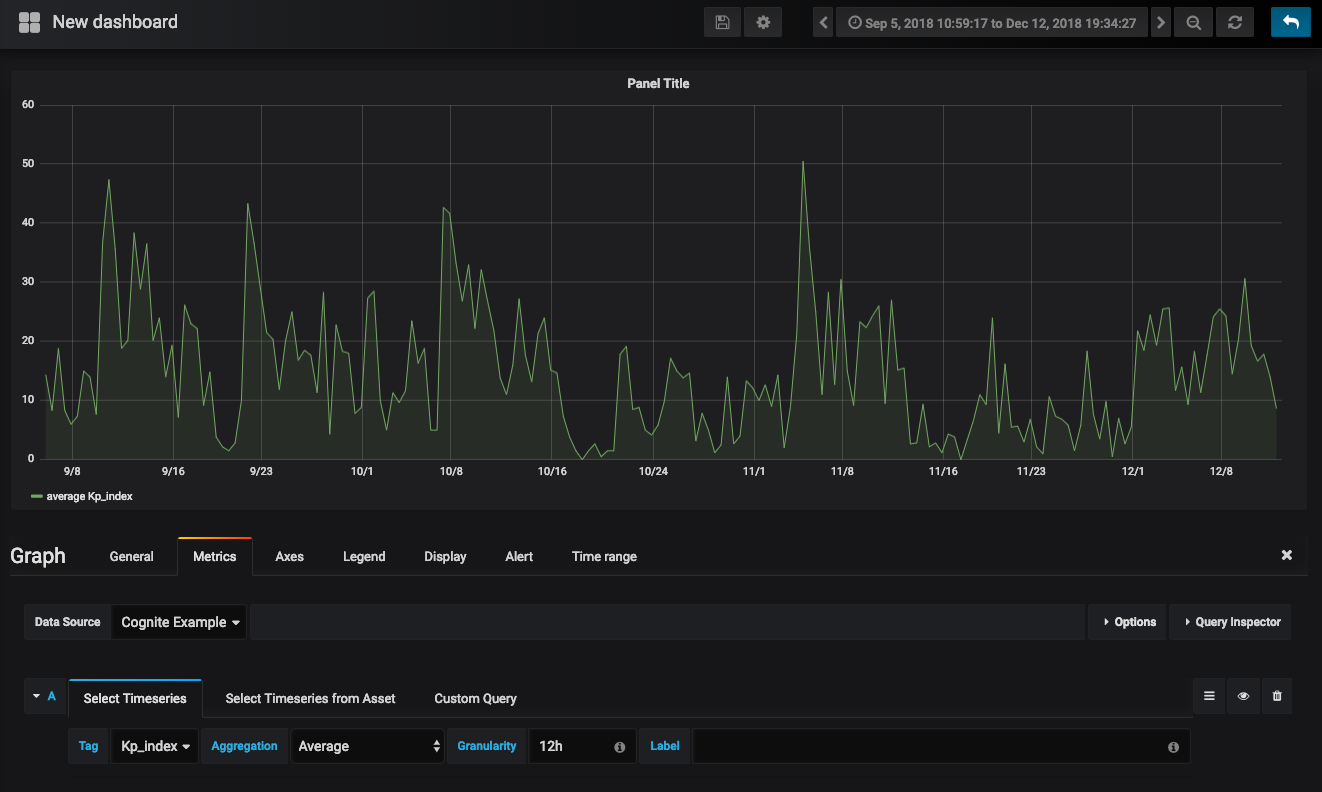 New dashboard
Sep 5, 2018 10:59:17 to Dec 12, 2018 19:34:27
Panel Title
60
50
40
30
20
10
0
9/8 9/16 9/23 10/1 10/8 10/16 10/24 11/1 11/8 11/16 11/23 12/1 12/8
average Kp_index
Graph General Metrics Axes Legend Display Alert Time range
Data Source Cognite Example Options Query Inspector
A Select Timeseries Select Timeseries from Asset Custom Query
Tag Kp_index Aggregation Average Granularity 12h Label